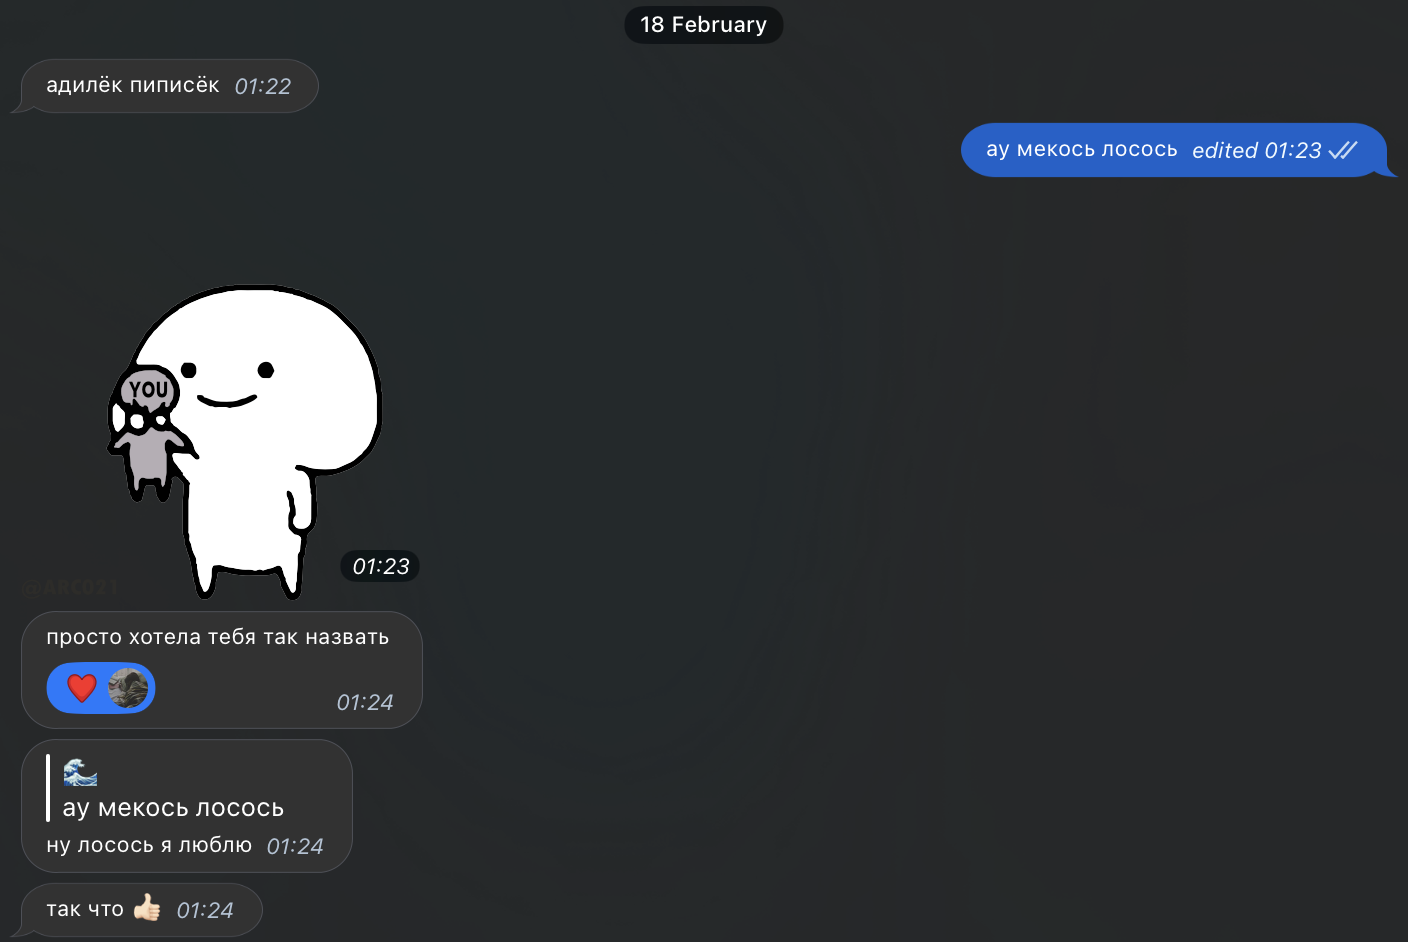 18 February
адилёк пиписёк 01:22
ау мекось лосось edited 01:23
YOU
01:23
@ARC021
просто хотела тебя так назвать
01:24
ау мекось лосось
ну лосось я люблю 01:24
так что 👍🏻 01:24